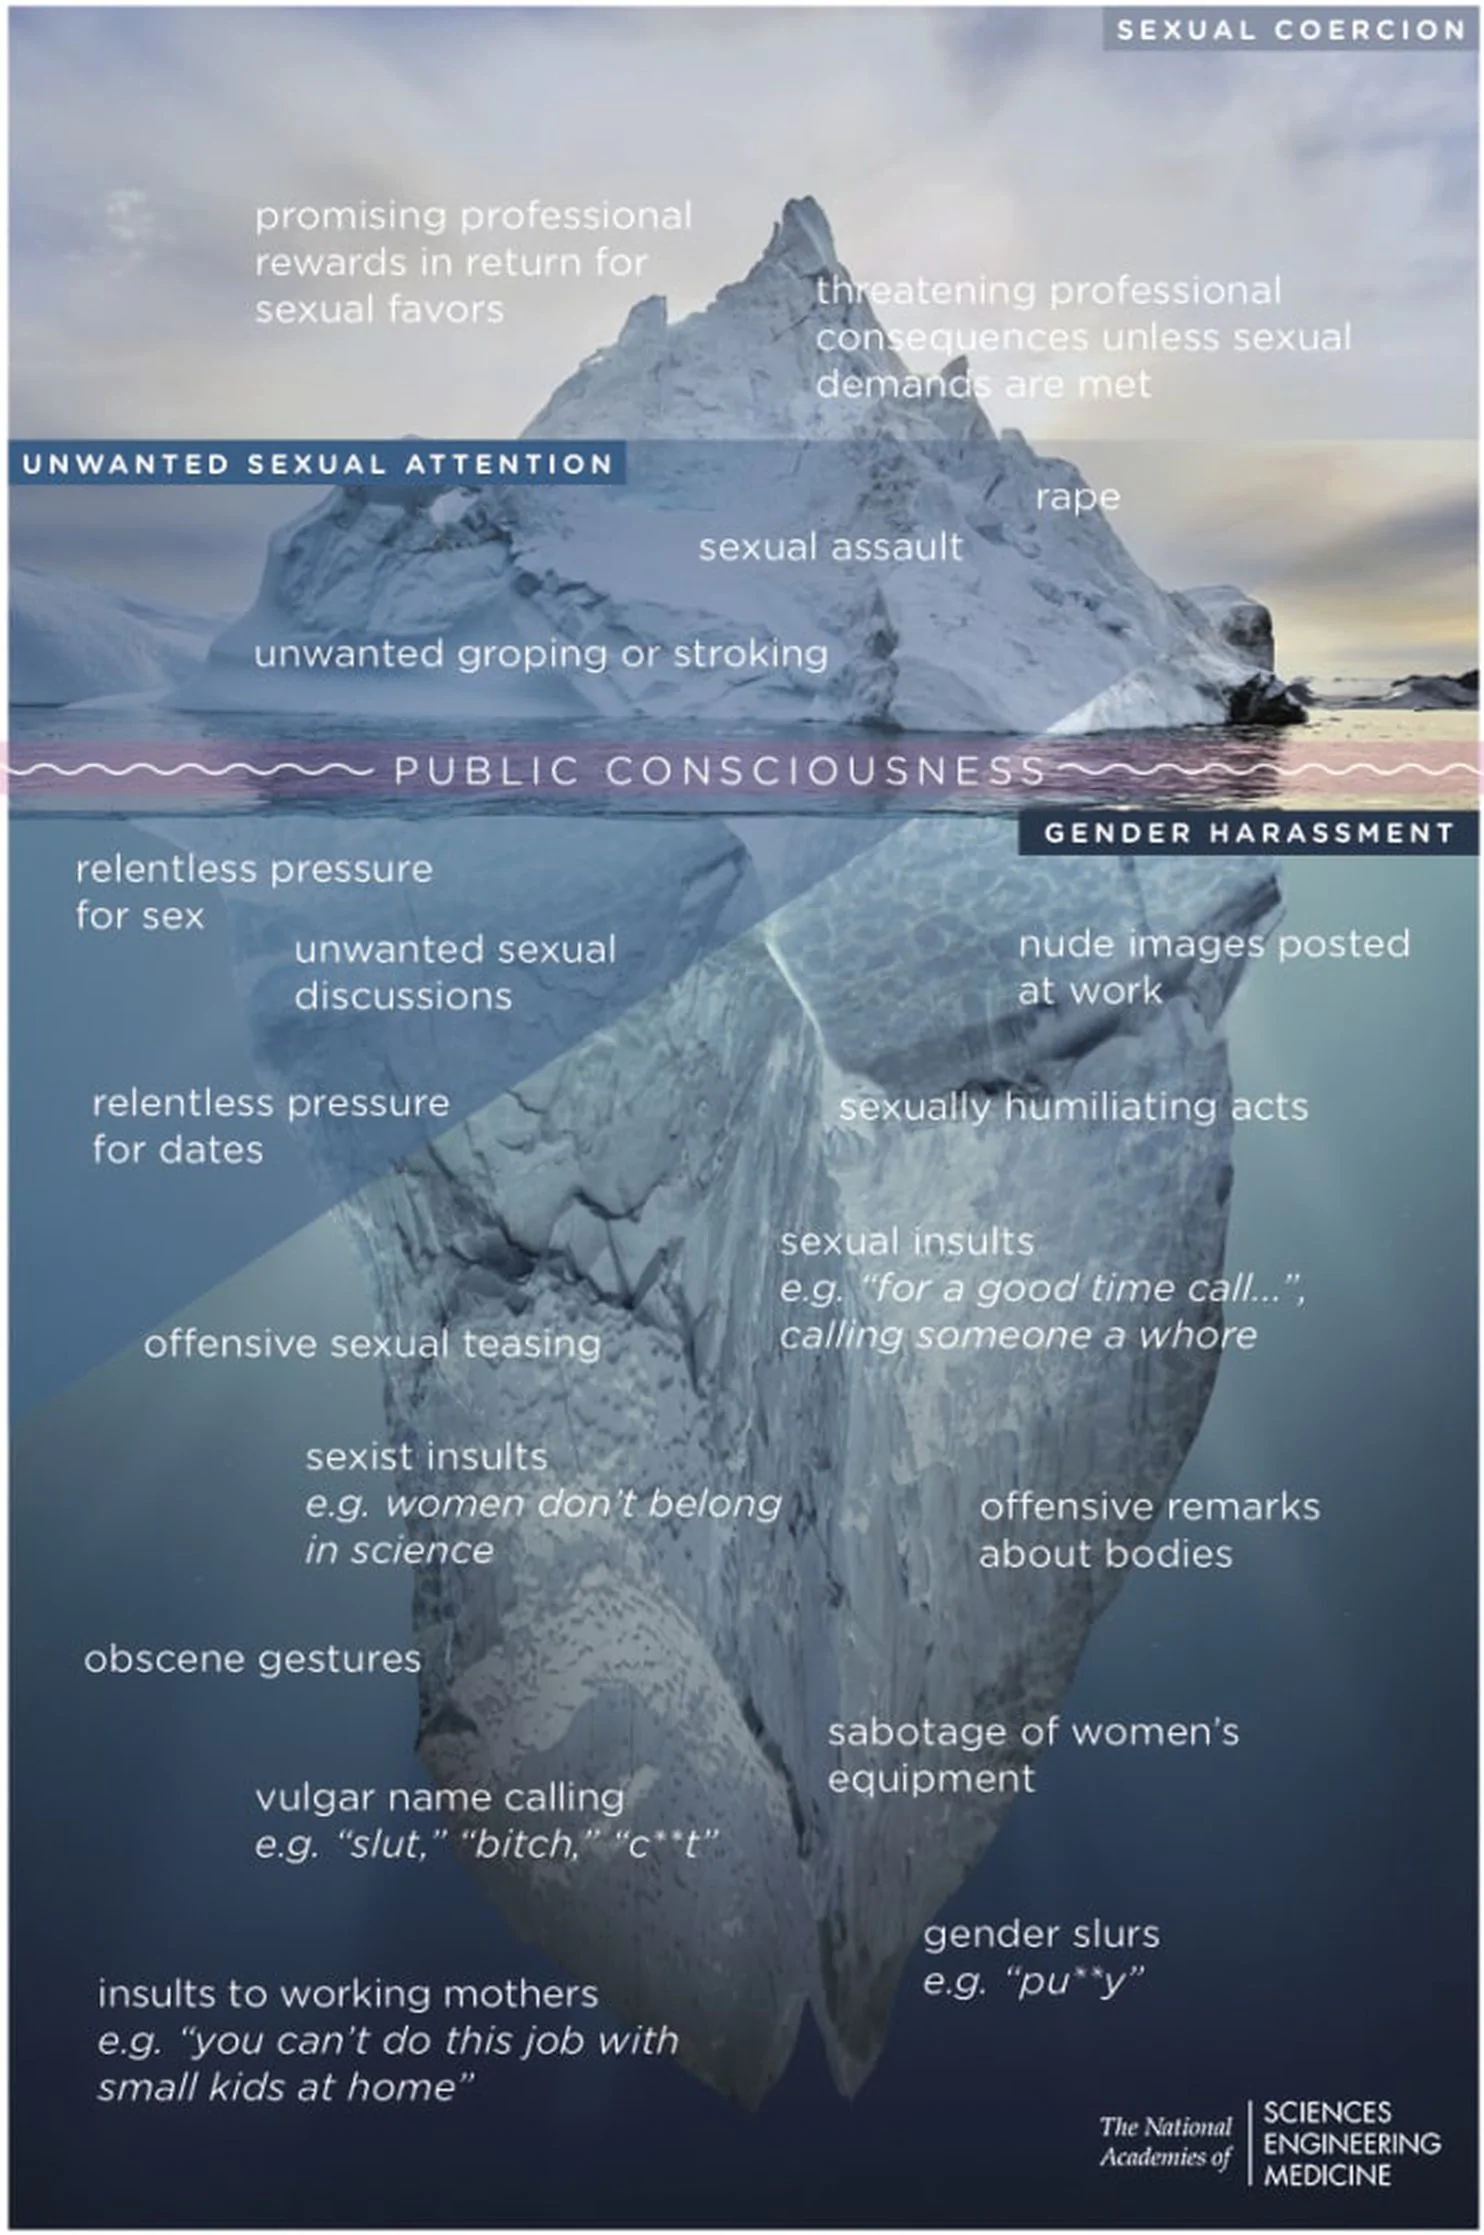 SEXUAL COERCION
promising professional
rewards in return for
sexual favors
threatening professional
consequences unless sexual
demands are met
UNWANTED SEXUAL ATTENTION
rape
sexual assault
unwanted groping or stroking
PUBLIC CONSCIOUSNESS
GENDER HARASSMENT
relentless pressure
for sex
unwanted sexual
discussions
nude images posted
at work
relentless pressure
for dates
sexually humiliating acts
sexual insults
e.g. “for a good time call...”,
calling someone a whore
offensive sexual teasing
sexist insults
e.g. women don’t belong
in science
offensive remarks
about bodies
obscene gestures
sabotage of women’s
equipment
vulgar name calling
e.g. “slut,” “bitch,” “c**t”
gender slurs
e.g. “pu**y”
insults to working mothers
e.g. “you can’t do this job with
small kids at home”
The National
Academies of
SCIENCES
ENGINEERING
MEDICINE